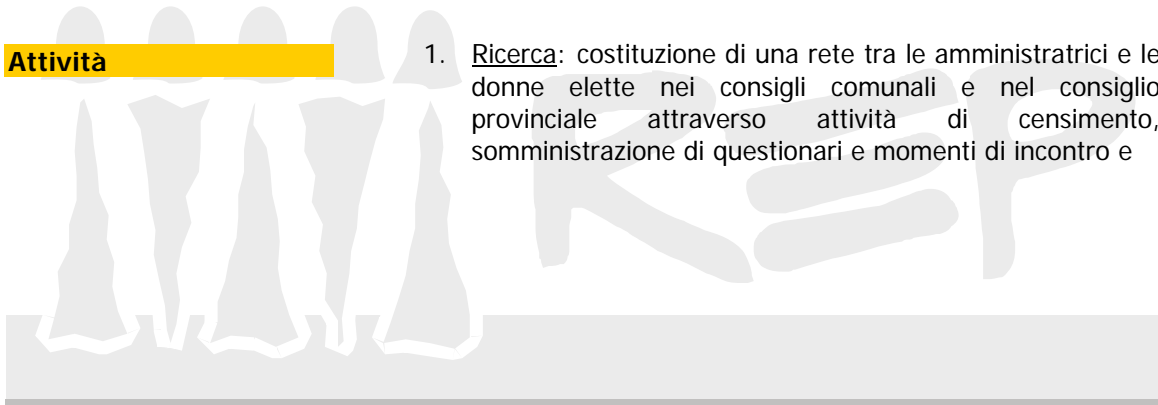 Attività
1. Ricerca: costituzione di una rete tra le amministratrici e le
donne elette nei consigli comunali e nel consiglio
provinciale attraverso attività di censimento,
somministrazione di questionari e momenti di incontro e
REP